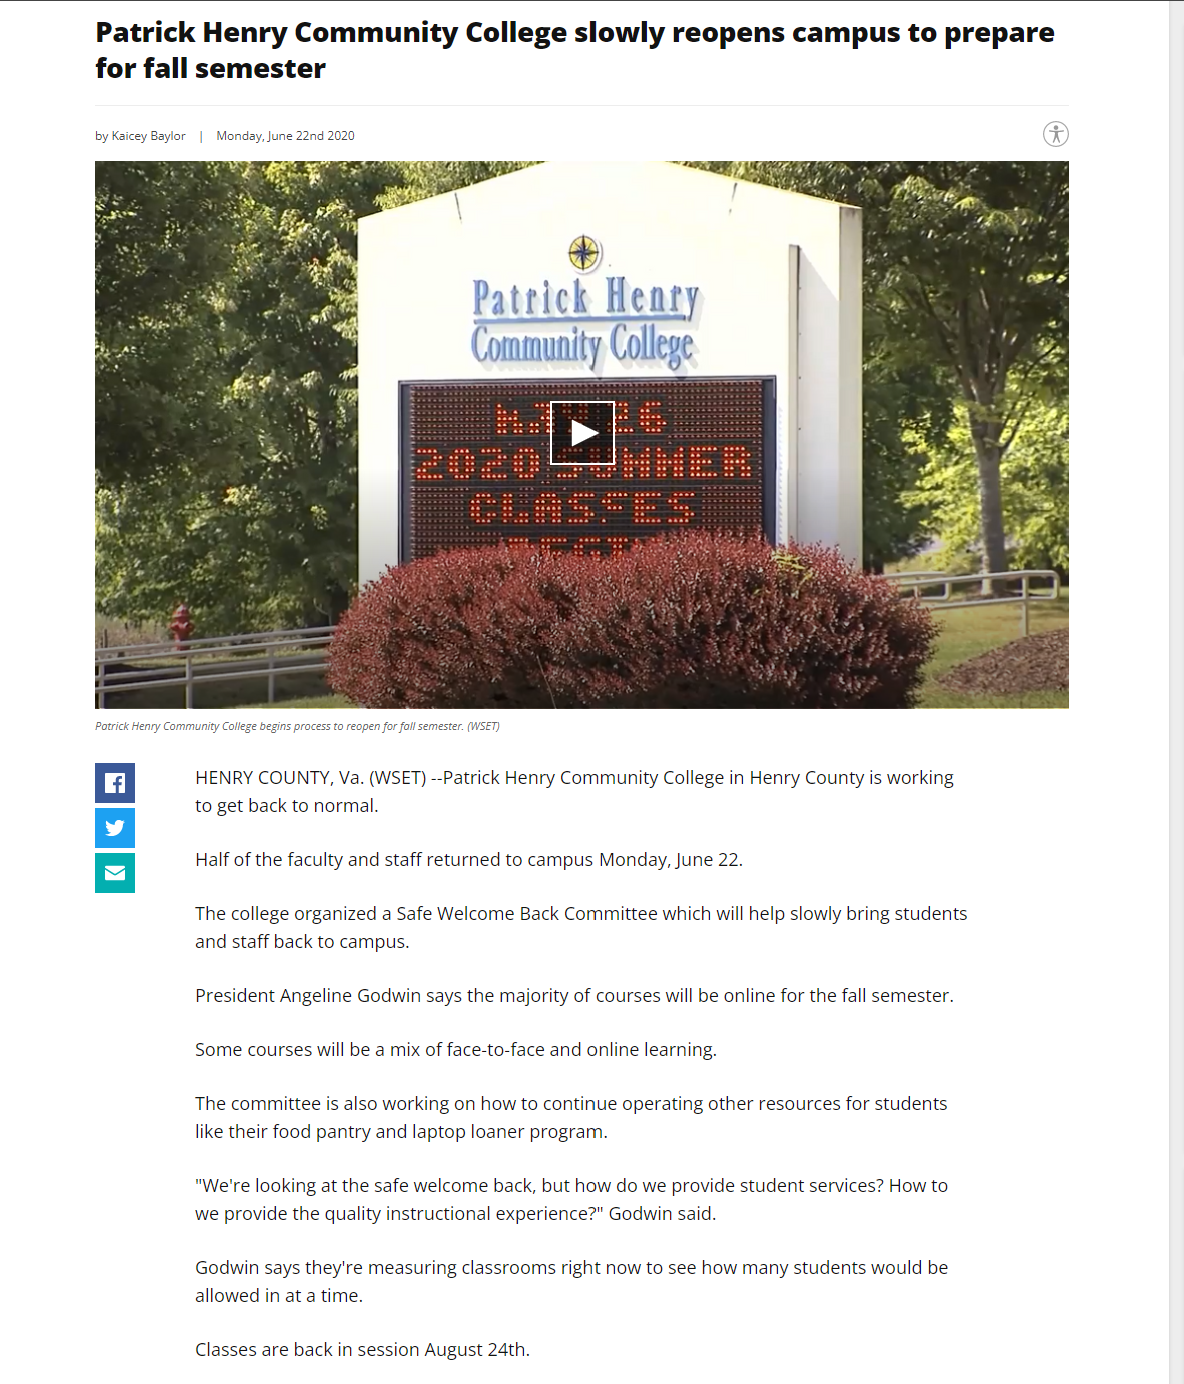 Patrick Henry Community College slowly reopens campus to prepare
for fall semester
by Kaicey Baylor | Monday, June 22nd 2020
Patrick Henry
Community College
MAY 26
2020 SUMMER
CLASSES
Patrick Henry Community College begins process to reopen for fall semester. (WSET)
HENRY COUNTY, Va. (WSET) --Patrick Henry Community College in Henry County is working
to get back to normal.
Half of the faculty and staff returned to campus Monday, June 22.
The college organized a Safe Welcome Back Committee which will help slowly bring students
and staff back to campus.
President Angeline Godwin says the majority of courses will be online for the fall semester.
Some courses will be a mix of face-to-face and online learning.
The committee is also working on how to continue operating other resources for students
like their food pantry and laptop loaner program.
"We're looking at the safe welcome back, but how do we provide student services? How to
we provide the quality instructional experience?" Godwin said.
Godwin says they're measuring classrooms right now to see how many students would be
allowed in at a time.
Classes are back in session August 24th.